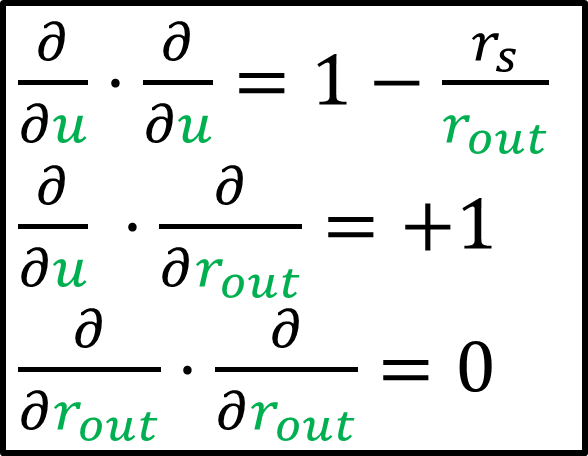 ∂/∂u · ∂/∂u = 1 − r_s/r_out
∂/∂u · ∂/∂r_out = +1
∂/∂r_out · ∂/∂r_out = 0